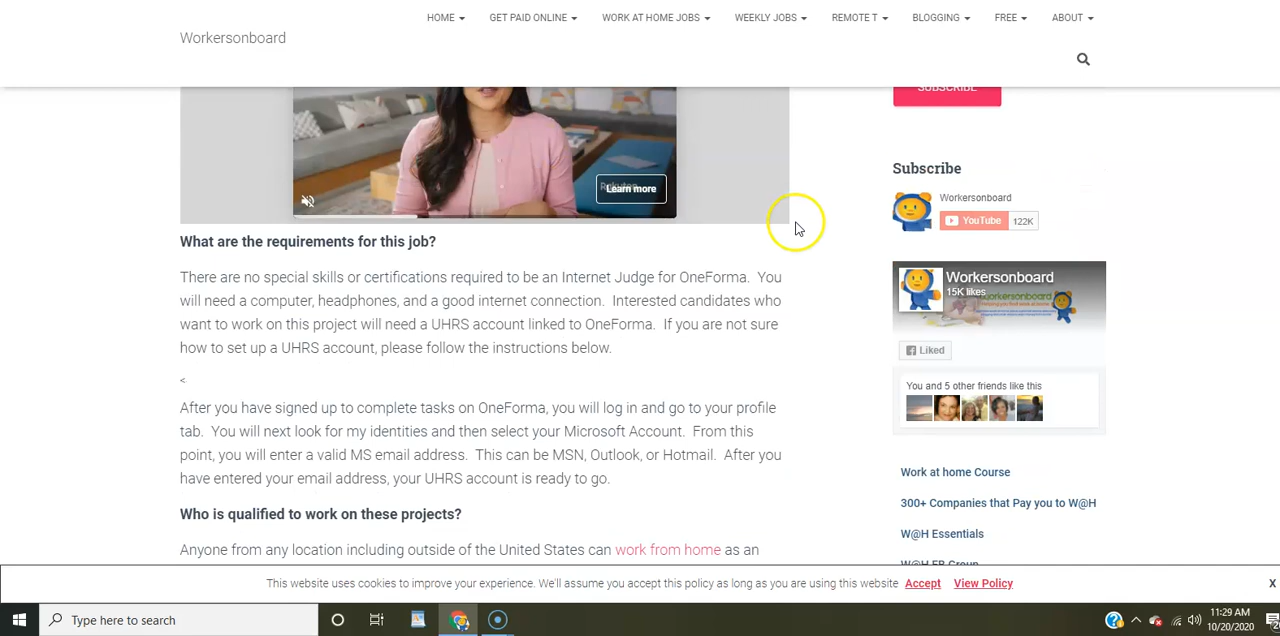 HOME GET PAID ONLINE WORK AT HOME JOBS WEEKLY JOBS REMOTE T BLOGGING FREE ABOUT
Workersonboard
SUBSCRIBE
Learn more
What are the requirements for this job?
There are no special skills or certifications required to be an Internet Judge for OneForma. You
will need a computer, headphones, and a good internet connection. Interested candidates who
want to work on this project will need a UHRS account linked to OneForma. If you are not sure
how to set up a UHRS account, please follow the instructions below.
<
After you have signed up to complete tasks on OneForma, you will log in and go to your profile
tab. You will next look for my identities and then select your Microsoft Account. From this
point, you will enter a valid MS email address. This can be MSN, Outlook, or Hotmail. After you
have entered your email address, your UHRS account is ready to go.
Who is qualified to work on these projects?
Anyone from any location including outside of the United States can work from home as an
Subscribe
Workersonboard
YouTube 122K
Workersonboard
15K likes
Liked
You and 5 other friends like this
Work at home Course
300+ Companies that Pay you to W@H
W@H Essentials
W@H FB Group
This website uses cookies to improve your experience. We'll assume you accept this policy as long as you are using this website Accept View Policy X
Type here to search
11:29 AM
10/20/2020